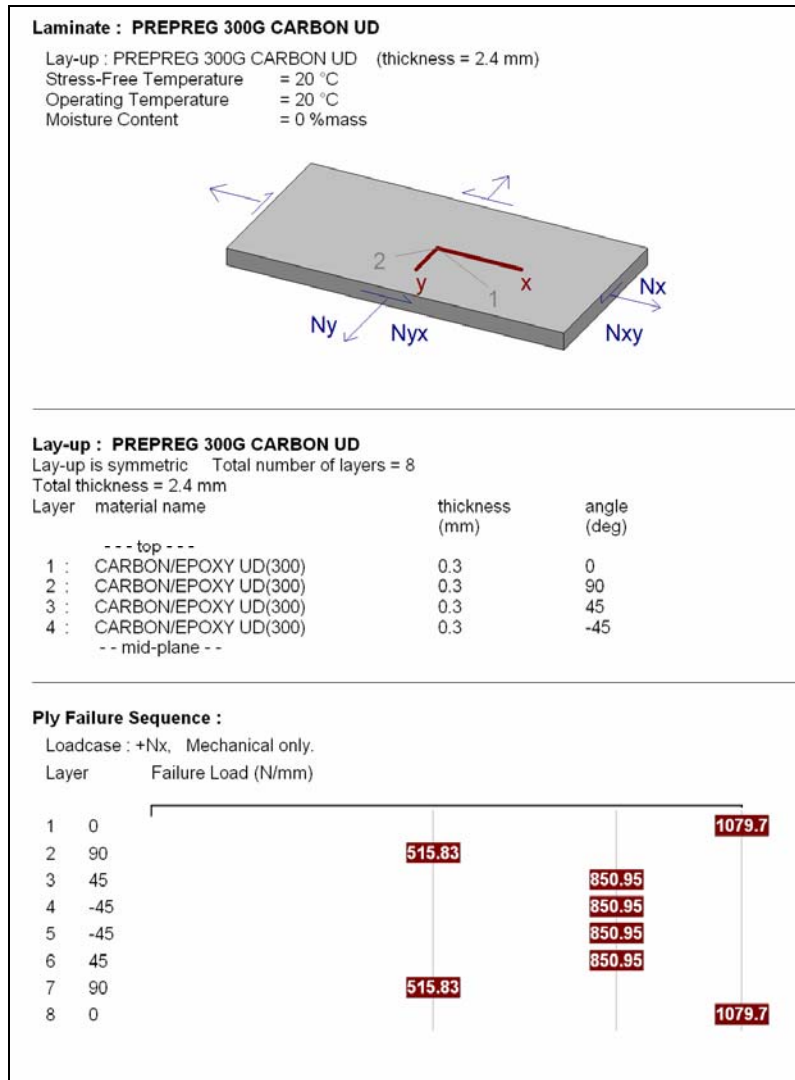 Laminate : PREPREG 300G CARBON UD
Lay-up : PREPREG 300G CARBON UD (thickness = 2.4 mm)
Stress-Free Temperature = 20 °C
Operating Temperature = 20 °C
Moisture Content = 0 %mass
2
y
x
1
Nx
Ny
Nyx
Nxy
Lay-up : PREPREG 300G CARBON UD
Lay-up is symmetric Total number of layers = 8
Total thickness = 2.4 mm
Layer material name thickness angle
(mm) (deg)
- - - top - - -
1 : CARBON/EPOXY UD(300) 0.3 0
2 : CARBON/EPOXY UD(300) 0.3 90
3 : CARBON/EPOXY UD(300) 0.3 45
4 : CARBON/EPOXY UD(300) 0.3 -45
- - mid-plane - -
Ply Failure Sequence :
Loadcase : +Nx, Mechanical only.
Layer Failure Load (N/mm)
1 0 1079.7
2 90 515.83
3 45 850.95
4 -45 850.95
5 -45 850.95
6 45 850.95
7 90 515.83
8 0 1079.7